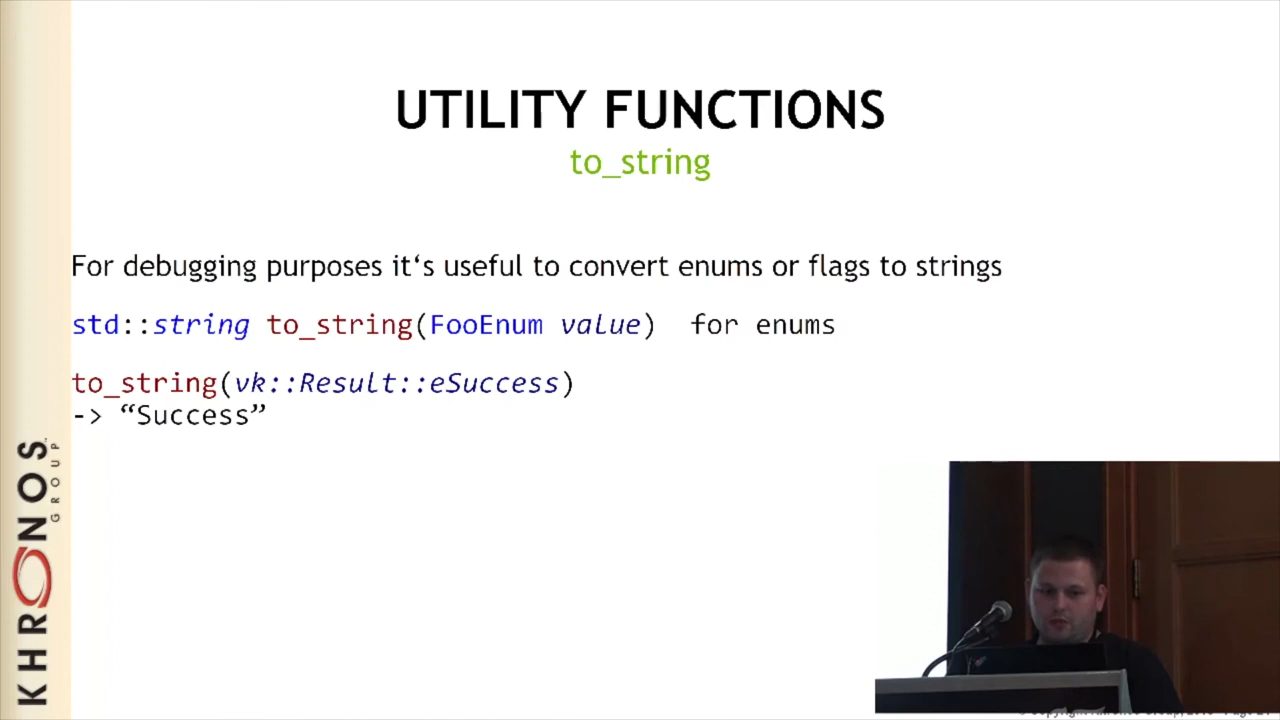 UTILITY FUNCTIONS
to_string
For debugging purposes it‘s useful to convert enums or flags to strings
std::string to_string(FooEnum value) for enums
to_string(vk::Result::eSuccess)
-> “Success”
KHRONOS
GROUP